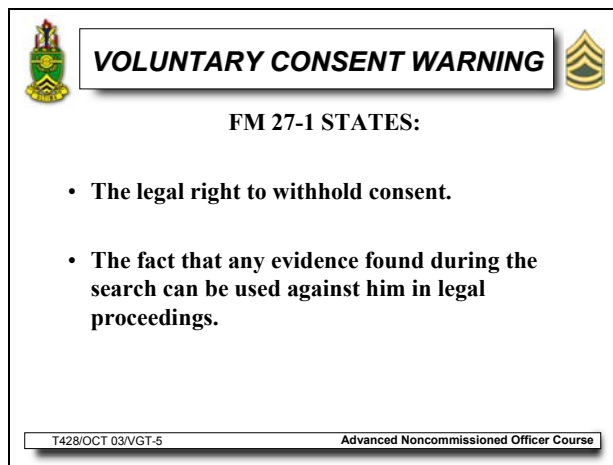 VOLUNTARY CONSENT WARNING
FM 27-1 STATES:
• The legal right to withhold consent.
• The fact that any evidence found during the
search can be used against him in legal
proceedings.
T428/OCT 03/VGT-5 Advanced Noncommissioned Officer Course